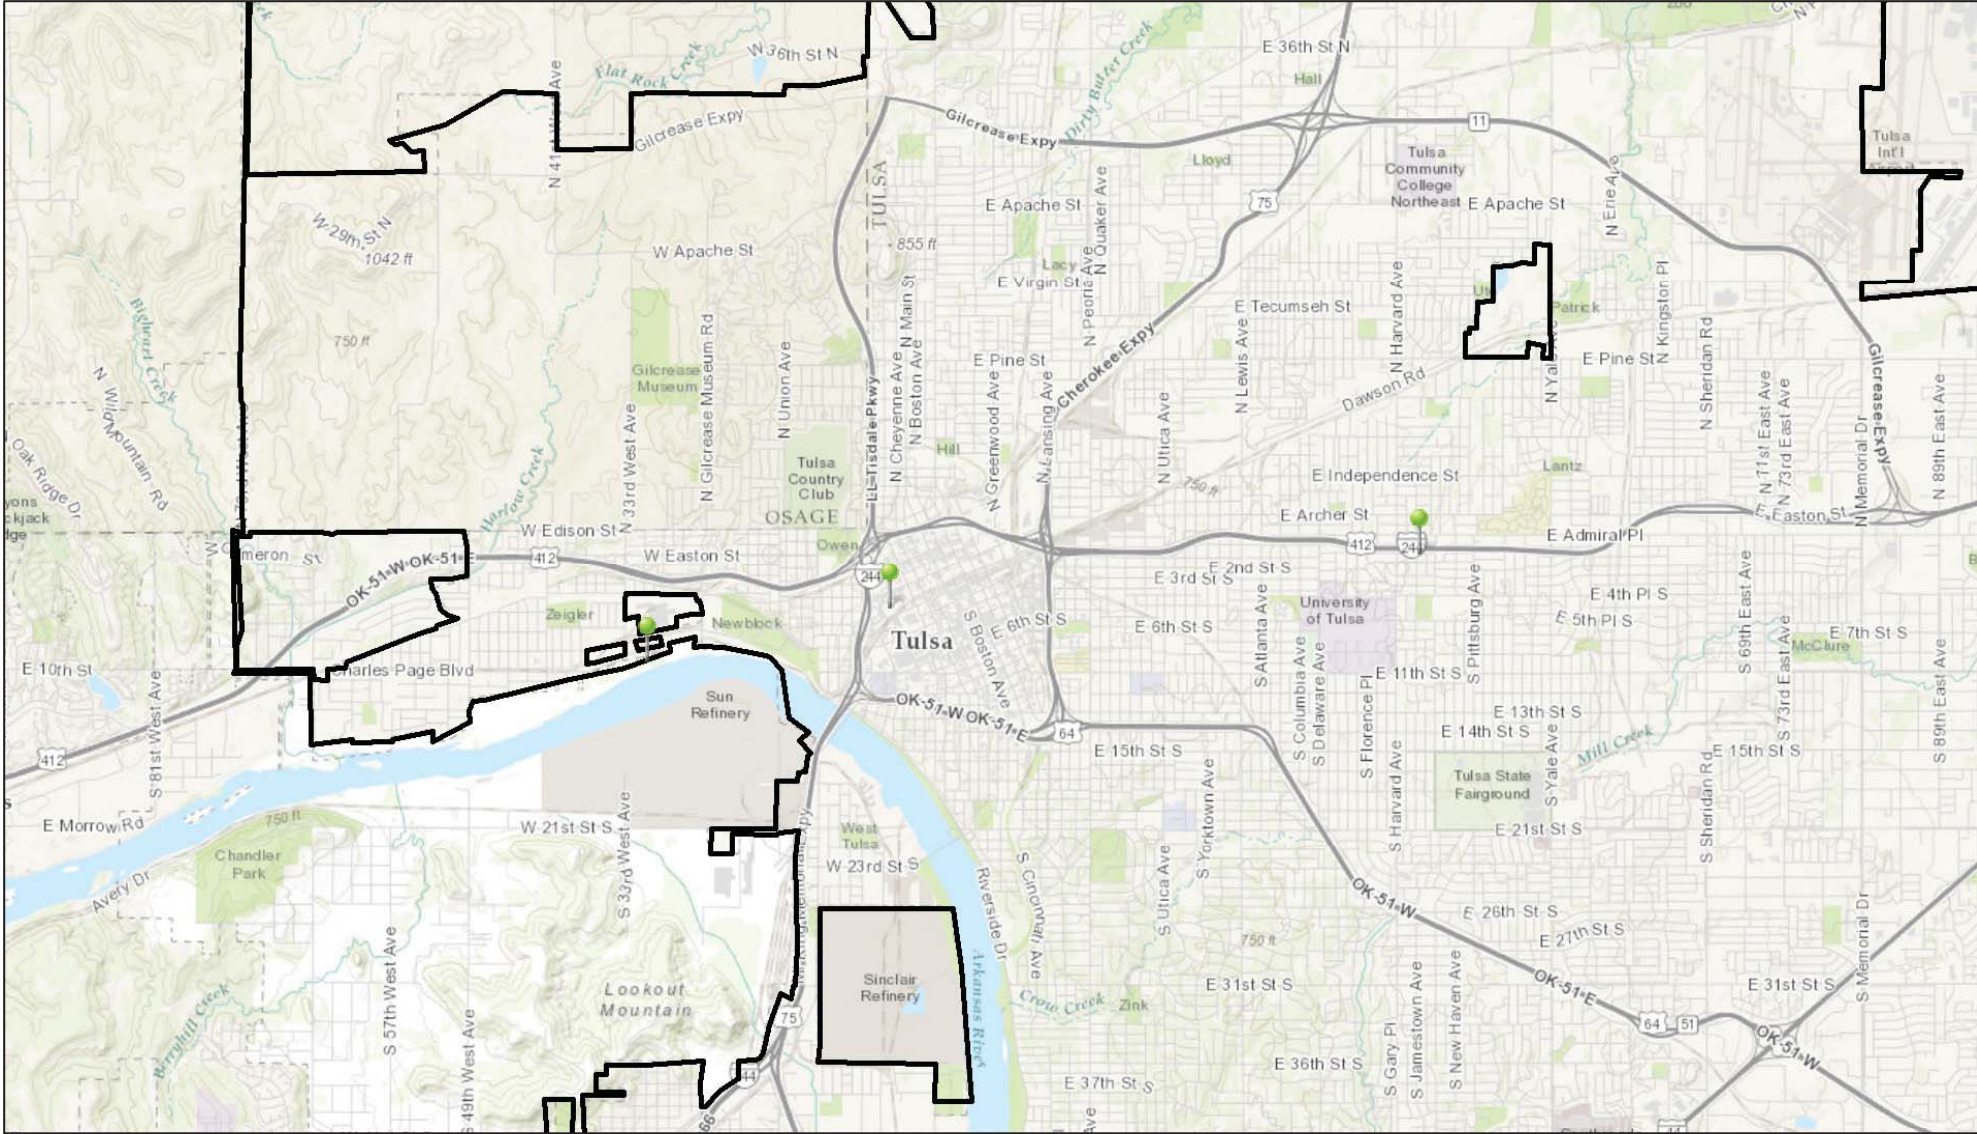 W 36th St N
E 36th St N
Flat Rock Creek
Dirty Butter Creek
Hall
N 41st West Ave
Gilcrease Expy
Gilcrease Expy
11
Tulsa
Int'l
Airport
Lloyd
Tulsa
Community
College
Northeast
TULSA
N Erie Ave
75
E Apache St
E Apache St
N Quaker Ave
W 29th St N
1042 ft
W Apache St
855 ft
Lacy
E Virgin St
N Peoria Ave
N Main St
N Harvard Ave
N Kingston Pl
Bighart Creek
E Tecumseh St
Patrick
750 ft
N Gilcrease Museum Rd
N Union Ave
E Pine St
E Pine St
N Sheridan Rd
Gilcrease
Museum
Cherokee Expy
N Lewis Ave
Dawson Rd
N Yale Ave
Gilcrease Expy
N Wild Mountain Rd
N Cheyenne Ave
N Boston Ave
LL Tisdale Pkwy
N Greenwood Ave
N Lansing Ave
N Utica Ave
N 71st East Ave
N 73rd East Ave
N Memorial Dr
N 89th East Ave
N 33rd West Ave
Oak Ridge Dr
Harlow Creek
Tulsa
Country
Club
Hill
E Independence St
Lantz
750 ft
OSAGE
W Edison St
E Archer St
E Easton St
E Admiral Pl
Owen
W Easton St
412
412
244
244
OK-51-W
OK-51-E
E 2nd St S
E 3rd St S
E 4th Pl S
E 5th Pl S
Zeigler
Newblock
Tulsa
E 6th St S
E 6th St S
University
of Tulsa
E 7th St S
McClure
S Boston Ave
S Atlanta Ave
S Pittsburg Ave
S 69th East Ave
E 10th St
Charles Page Blvd
E 11th St S
S Columbia Ave
S Delaware Ave
S Florence Pl
S 73rd East Ave
S 89th East Ave
Sun
Refinery
OK-51-W
OK-51-E
64
E 13th St S
E 14th St S
E 15th St S
E 15th St S
Mill Creek
412
S 81st West Ave
Tulsa State
Fairground
S Yale Ave
S Harvard Ave
S Sheridan Rd
S Yorktown Ave
E Morrow Rd
750 ft
W 21st St S
E 21st St S
S 33rd West Ave
West
Tulsa
W 23rd St S
Chandler
Park
Avery Dr
Riverside Dr
S Cincinnati Ave
S Utica Ave
OK-51-W
E 26th St S
E 27th St S
750 ft
S Memorial Dr
S 57th West Ave
Sinclair
Refinery
Arkansas River
Crow Creek
Zink
E 31st St S
E 31st St S
OK-51-E
Lookout
Mountain
75
64
51
OK-51-W
Berryhill Creek
S 49th West Ave
E 36th St S
E 37th St S
S Gary Pl
S Jamestown Ave
S New Haven Ave
44
66
44